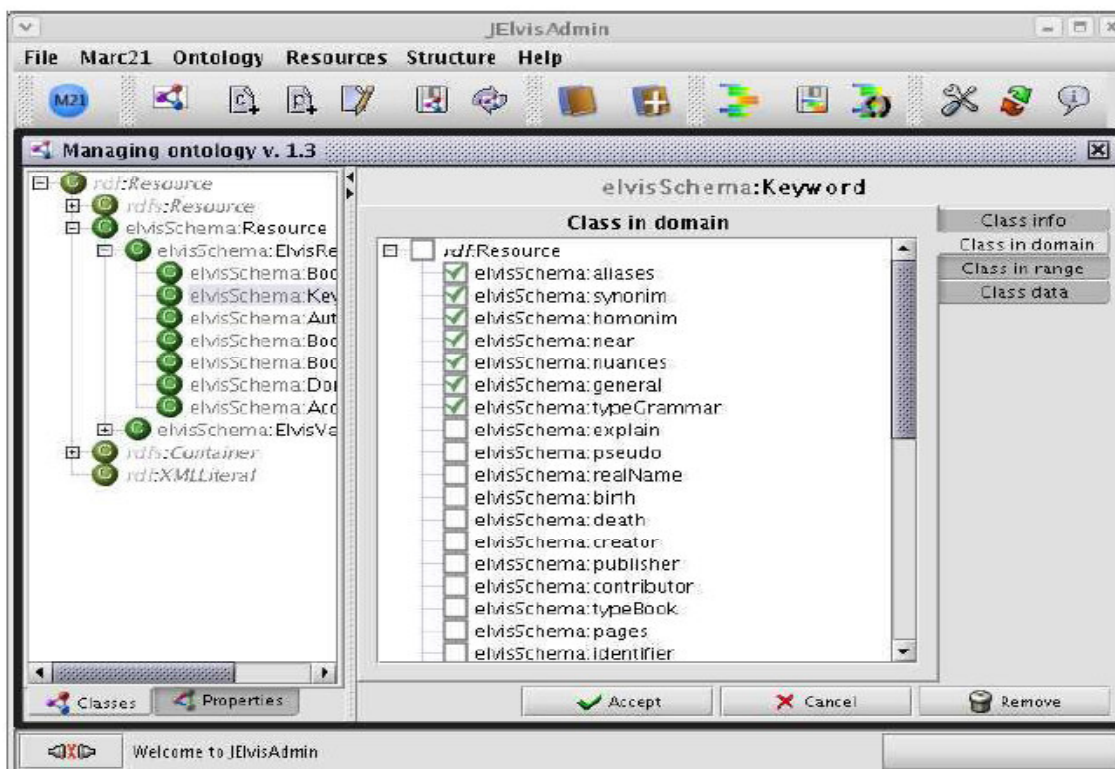 JElvisAdmin
File Marc21 Ontology Resources Structure Help
M21
Managing ontology v. 1.3
rdf:Resource
rdfs:Resource
elvisSchema:Resource
elvisSchema:ElvisRe
elvisSchema:Boo
elvisSchema:Key
elvisSchema:Aut
elvisSchema:Boo
elvisSchema:Boo
elvisSchema:Dor
elvisSchema:Acc
elvisSchema:ElvisVa
rdfs:Container
rdf:XMLLiteral
Classes Properties
elvisSchema:Keyword
Class in domain
rdf:Resource
elvisSchema:aliases
elvisSchema:synonim
elvisSchema:homonim
elvisSchema:near
elvisSchema:nuances
elvisSchema:general
elvisSchema:typeGrammar
elvisSchema:explain
elvisSchema:pseudo
elvisSchema:realName
elvisSchema:birth
elvisSchema:death
elvisSchema:creator
elvisSchema:publisher
elvisSchema:contributor
elvisSchema:typeBook
elvisSchema:pages
elvisSchema:identifier
Class info
Class in domain
Class in range
Class data
Accept Cancel Remove
Welcome to JElvisAdmin